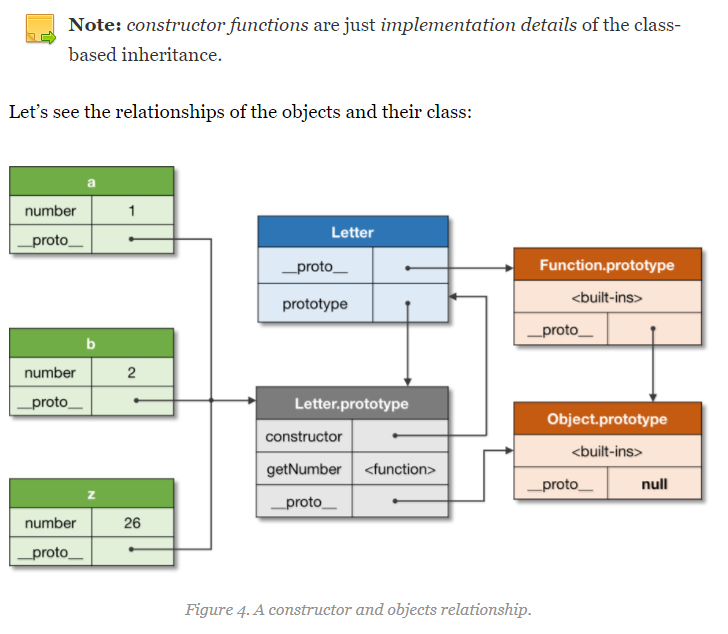 Note: constructor functions are just implementation details of the class-
based inheritance.
Let’s see the relationships of the objects and their class:
a
number 1
__proto__
b
number 2
__proto__
z
number 26
__proto__
Letter
__proto__
prototype
Letter.prototype
constructor
getNumber <function>
__proto__
Function.prototype
<built-ins>
__proto__
Object.prototype
<built-ins>
__proto__ null
Figure 4. A constructor and objects relationship.